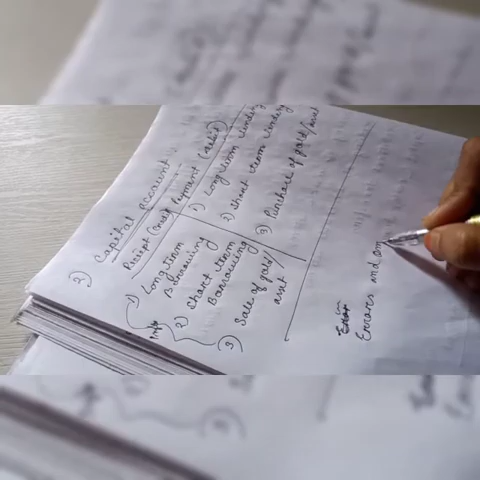 2) Capital account :
Receipt (credit) Payment (debit)
1) Long term
Borrowing
2) Short term
Borrowing
3) Sale of gold/
asset
1) Long term lending
2) Short term lending
3) Purchase of gold/asset
Errors and om